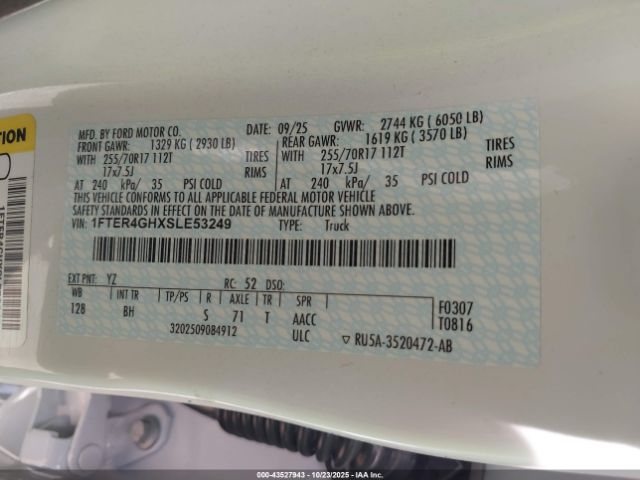 TION
MFD. BY FORD MOTOR CO. DATE: 09/25 GVWR: 2744 KG ( 6050 LB)
FRONT GAWR: 1329 KG ( 2930 LB) REAR GAWR: 1619 KG ( 3570 LB)
WITH 255/70R17 112T TIRES WITH 255/70R17 112T TIRES
17x7.5J RIMS 17x7.5J RIMS
AT 240 kPa/ 35 PSI COLD AT 240 kPa/ 35 PSI COLD
THIS VEHICLE CONFORMS TO ALL APPLICABLE FEDERAL MOTOR VEHICLE
SAFETY STANDARDS IN EFFECT ON THE DATE OF MANUFACTURE SHOWN ABOVE.
VIN: 1FTER4GHXSLE53249 TYPE: Truck
EXT PNT: YZ RC: 52 DSO:
WB INT TR TP/PS R AXLE TR SPR F0307
128 BH S 71 T AACC T0816
3202509084912 ULC ▽ RU5A-3520472-AB
000-43527943 | 10/23/2025 - Copyright © 2025 IAA, Inc.